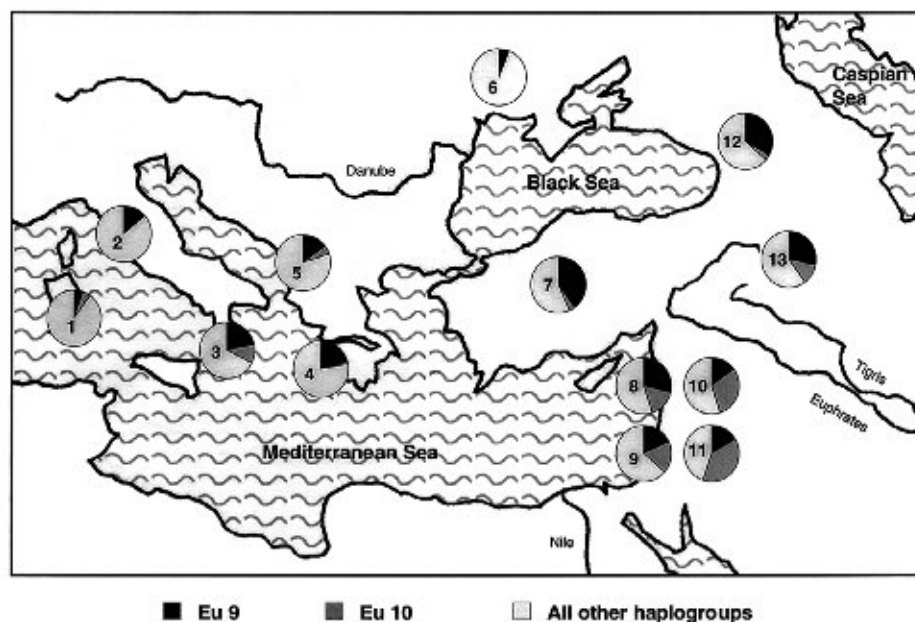 6
Caspian
Sea
12
Danube
Black Sea
2
5
13
7
1
3
4
8
10
Tigris
Euphrates
Mediterranean Sea
9
11
Nile
Eu 9
Eu 10
All other haplogroups